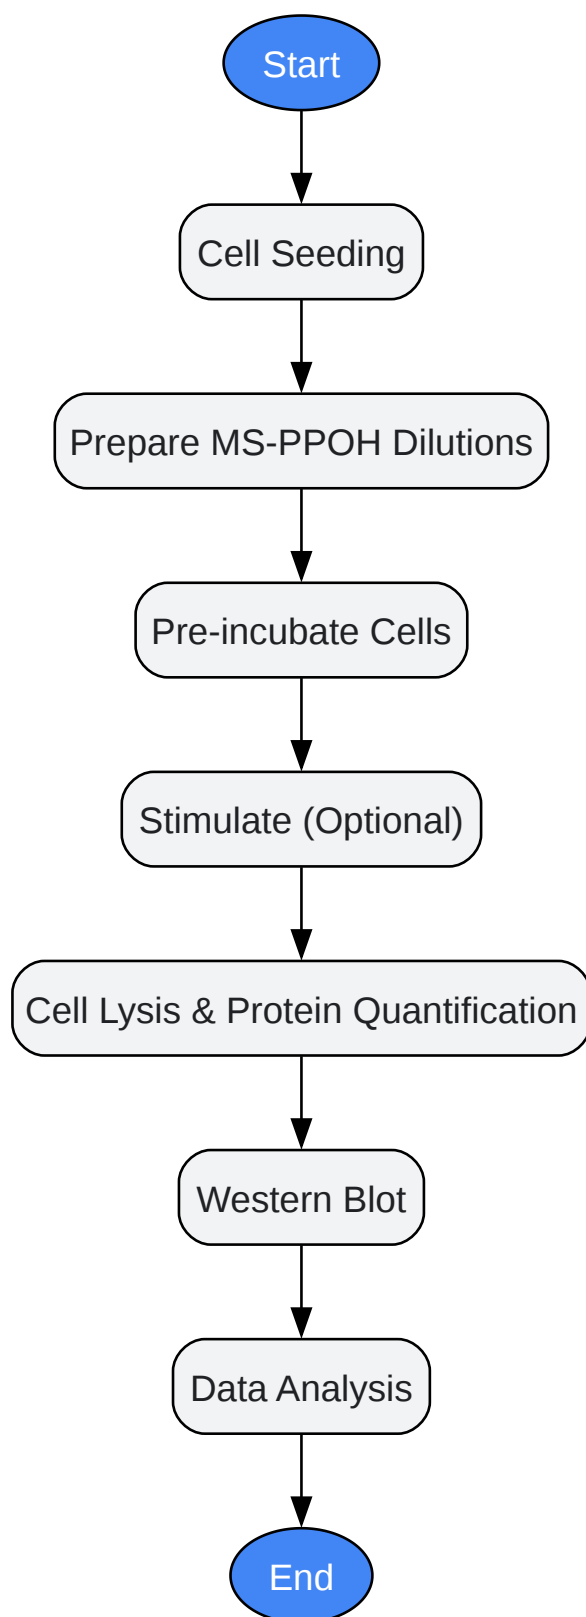 Start
Cell Seeding
Prepare MS-PPOH Dilutions
Pre-incubate Cells
Stimulate (Optional)
Cell Lysis & Protein Quantification
Western Blot
Data Analysis
End